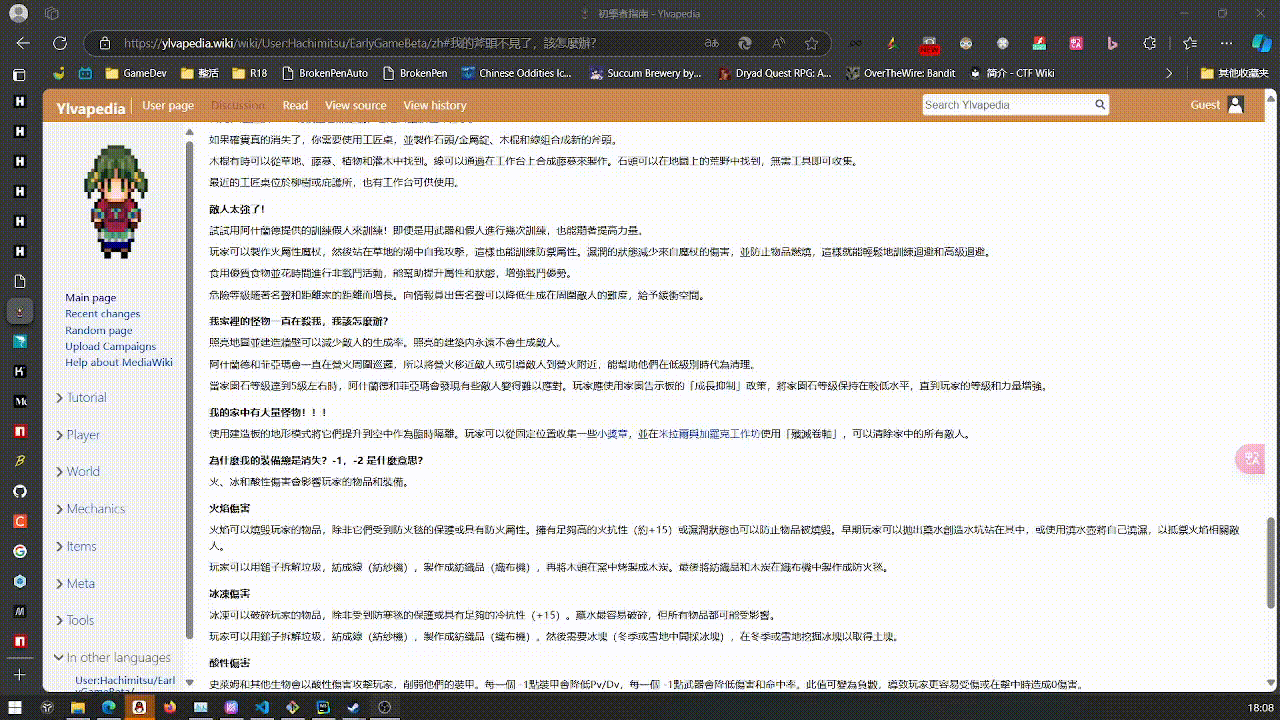 初學者指南 - Ylvapedia
https://ylvapedia.wiki/wiki/User:Hachimitsu/EarlyGameBeta/zh#我的斧頭不見了，該怎麼辦?
GameDev
整活
R18
BrokenPenAuto
BrokenPen
Chinese Oddities Ic...
Succum Brewery by...
Dryad Quest RPG: A...
OverTheWire: Bandit
简介 - CTF Wiki
其他收藏夹
Ylvapedia
User page
Discussion
Read
View source
View history
Search Ylvapedia
Guest
如果確實真的消失了，你需要使用工匠桌，並製作石頭/金屬錠、木棍和線組合成新的斧頭。
木棍有時可以從草地、藤蔓、植物和灌木中找到。線可以通過在工作台上合成藤蔓來製作。石頭可以在地圖上的荒野中找到，無需工具即可收集。
最近的工匠桌位於柳樹或庇護所，也有工作台可供使用。
敵人太強了！
試試用阿什蘭德提供的訓練假人來訓練！即使是用武器和假人進行幾次訓練，也能顯著提高力量。
玩家可以製作火屬性魔杖，然後站在草地的湖中自我攻擊，這樣也能訓練防禦屬性。濕潤的狀態減少來自魔杖的傷害，並防止物品燃燒，這樣就能輕鬆地訓練迴避和高級迴避。
食用優質食物並花時間進行非戰鬥活動，能幫助提升屬性和狀態，增強戰鬥優勢。
危險等級隨著名聲和距離家的距離而增長。向情報員出售名聲可以降低生成在周圍敵人的難度，給予緩衝空間。
我家裡的怪物一直在殺我，我該怎麼辦?
照亮地圖並建造牆壁可以減少敵人的生成率。照亮的建築內永遠不會生成敵人。
阿什蘭德和菲亞瑪會一直在營火周圍巡邏，所以將營火移近敵人或引導敵人到營火附近，能幫助他們在低級別時代為清理。
當家園石等級達到5級左右時，阿什蘭德和菲亞瑪會發現有些敵人變得難以應對。玩家應使用家園告示板的「成長抑制」政策，將家園石等級保持在較低水平，直到玩家的等級和力量增強。
我的家中有大量怪物！！！
使用建造板的地形模式將它們提升到空中作為臨時隔離。玩家可以從固定位置收集一些小獎章，並在米拉爾與加羅克工作坊使用「殲滅卷軸」，可以清除家中的所有敵人。
為什麼我的裝備總是消失？-1，-2 是什麼意思?
火、冰和酸性傷害會影響玩家的物品和裝備。
火焰傷害
火焰可以燒毀玩家的物品，除非它們受到防火毯的保護或具有防火屬性。擁有足夠高的火抗性（約+15）或濕潤狀態也可以防止物品被燒毀。早期玩家可以拋出藥水創造水坑站在其中，或使用澆水壺將自己澆濕，以抵禦火焰相關敵
人。
玩家可以用鎚子拆解垃圾，紡成線（紡紗機），製作成紡織品（織布機），再將木頭在窯中烤製成木炭。最後將紡織品和木炭在織布機中製作成防火毯。
冰凍傷害
冰凍可以破碎玩家的物品，除非受到防寒毯的保護或具有足夠的冷抗性（+15）。藥水最容易破碎，但所有物品都可能受影響。
玩家可以用鎚子拆解垃圾，紡成線（紡紗機），製作成紡織品（織布機）。然後需要冰塊（冬季或雪地中間採冰塊），在冬季或雪地挖掘冰塊以取得土塊。
酸性傷害
史萊姆和其他生物會以酸性傷害攻擊玩家，削弱他們的裝甲。每一個 -1點裝甲會降低Pv/Dv，每一個 -1點武器會降低傷害和命中率。此值可變為負數，導致玩家更容易受傷或在擊中時造成0傷害。
Main page
Recent changes
Random page
Upload Campaigns
Help about MediaWiki
Tutorial
Player
World
Mechanics
Items
Meta
Tools
In other languages
User:Hachimitsu/Earl
yGameBeta/
18:08